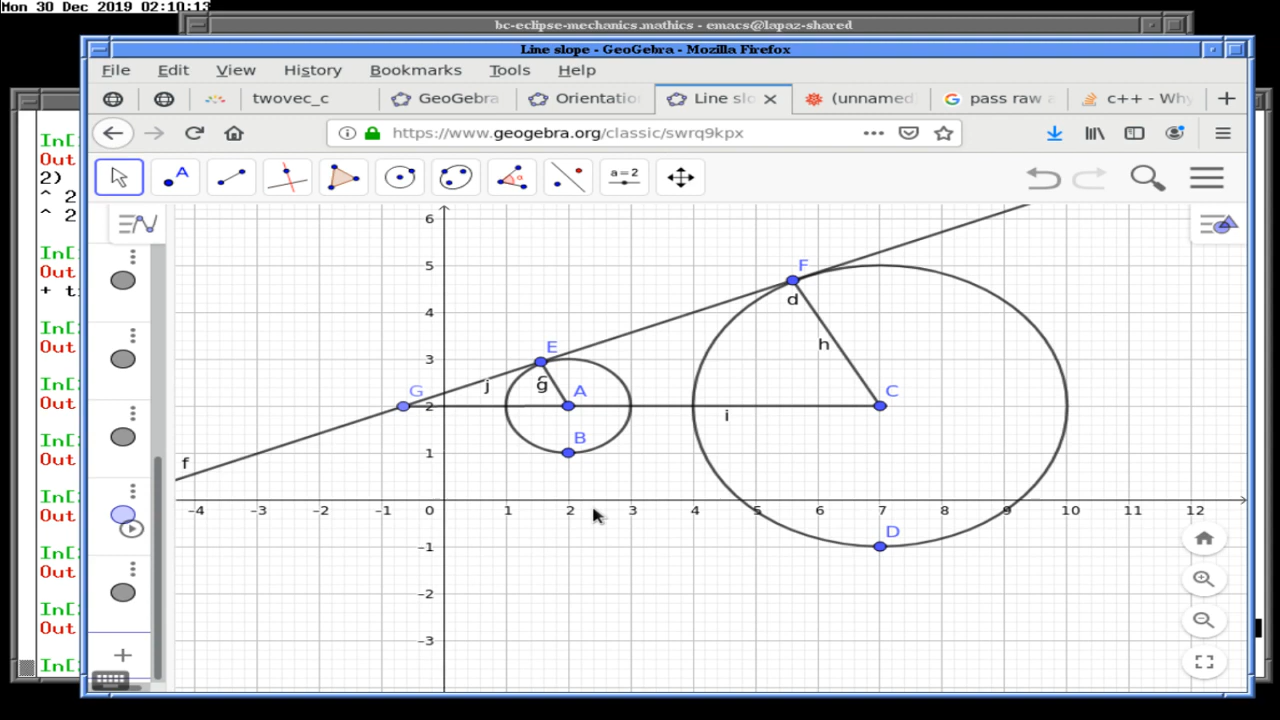 Mon 30 Dec 2019 02:10:13
bc-eclipse-mechanics.mathics - emacs@lapaz-shared
Line slope - GeoGebra - Mozilla Firefox
File Edit View History Bookmarks Tools Help
twovec_c GeoGebra Orientatio Line slo (unnamed pass raw a c++ - Why
https://www.geogebra.org/classic/swrq9kpx
A a=2
In[
Out
2)
^ 2
^ 2
In[
Out
+ t
In[
Out
In[
Out
In[
Out
In[
Out
In[
Out
In[
6
5
4
3
2
1
-4 -3 -2 -1 0 1 2 3 4 5 6 7 8 9 10 11 12
-1
-2
-3
F
d
h
E
g
j
G
A
C
i
B
f
D